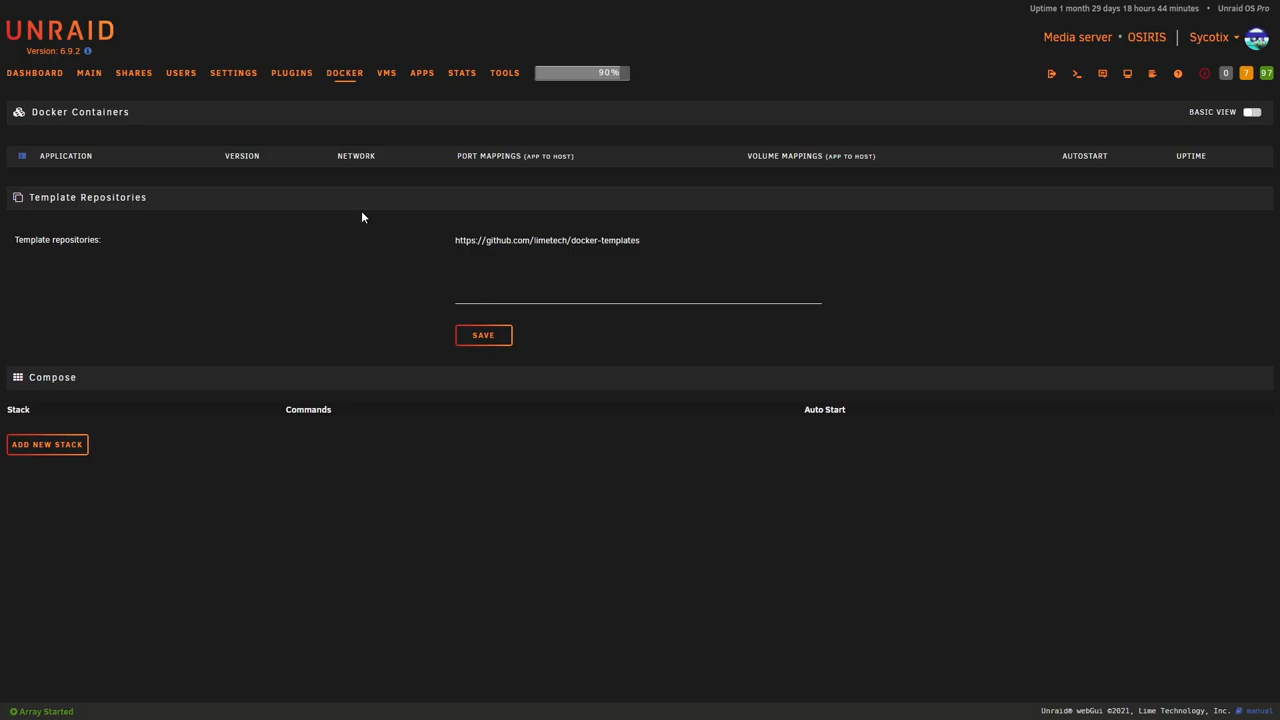 Uptime 1 month 29 days 18 hours 44 minutes • Unraid OS Pro
UNRAID
Version: 6.9.2
Media server • OSIRIS | Sycotix
DASHBOARD MAIN SHARES USERS SETTINGS PLUGINS DOCKER VMS APPS STATS TOOLS 90% 0 7 97
Docker Containers BASIC VIEW
APPLICATION VERSION NETWORK PORT MAPPINGS (APP TO HOST) VOLUME MAPPINGS (APP TO HOST) AUTOSTART UPTIME
Template Repositories
Template repositories: https://github.com/limetech/docker-templates
SAVE
Compose
Stack Commands Auto Start
ADD NEW STACK
Array Started Unraid® webGui ©2021, Lime Technology, Inc. manual